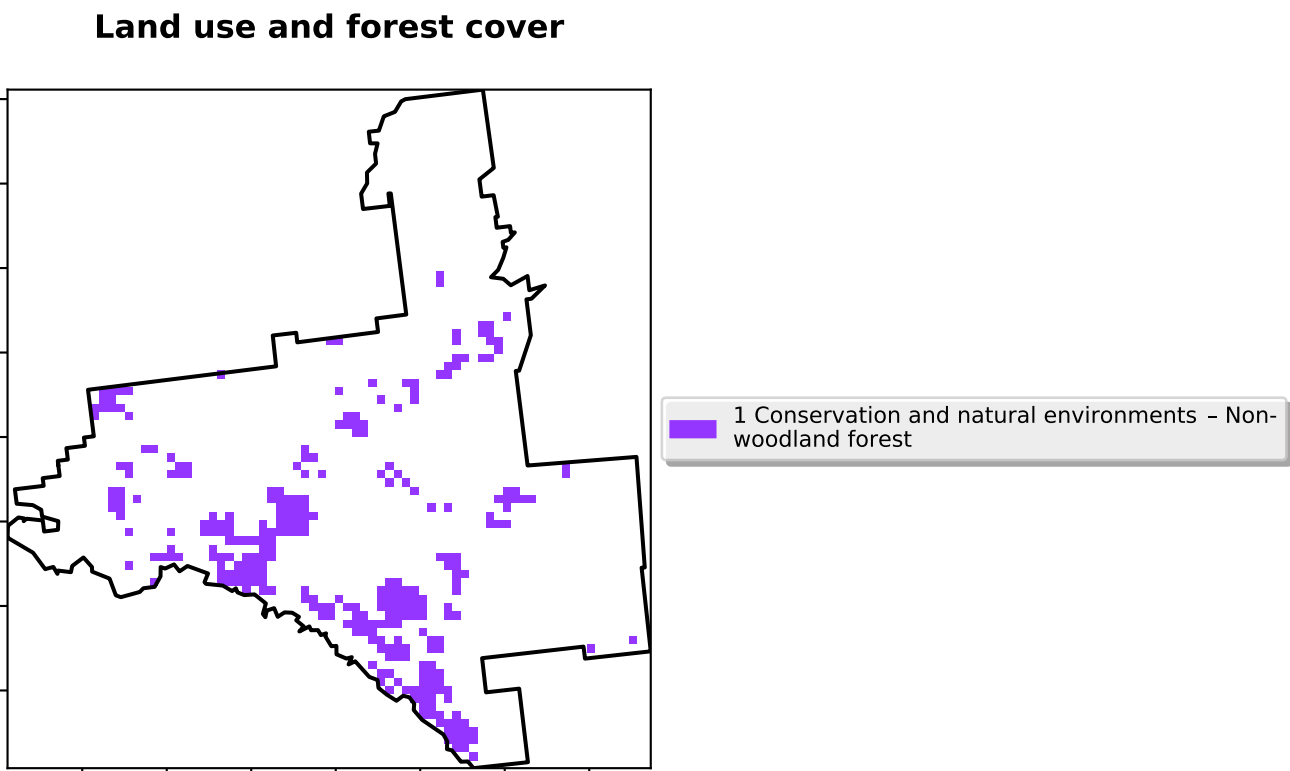 Land use and forest cover
1 Conservation and natural environments – Non-
woodland forest